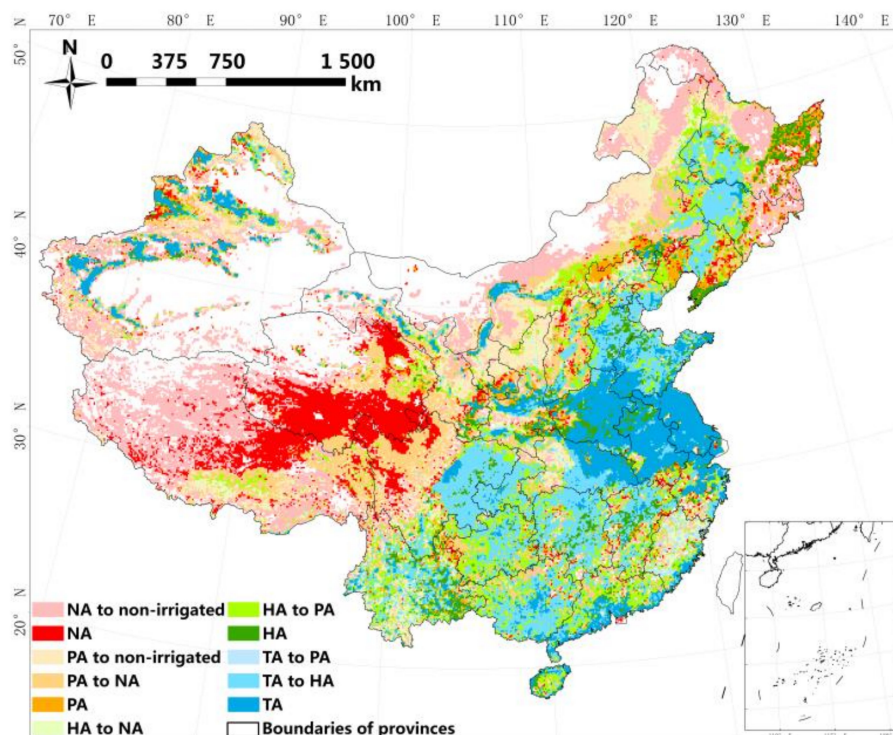 70° E 80° E 90° E 100° E 110° E 120° E 130° E 140° E
50° N
40° N
30° N
20° N
N
0 375 750 1 500
km
NA to non-irrigated
NA
PA to non-irrigated
PA to NA
PA
HA to NA
HA to PA
HA
TA to PA
TA to HA
TA
Boundaries of provinces